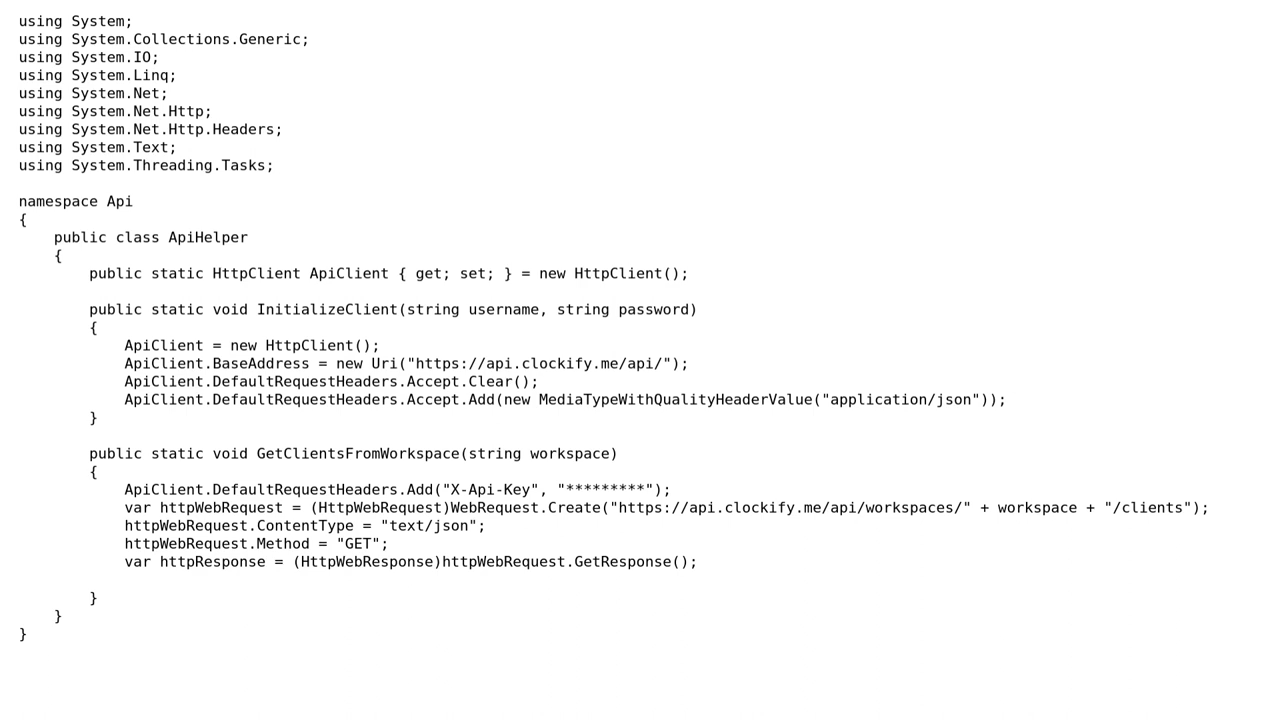 using System;
using System.Collections.Generic;
using System.IO;
using System.Linq;
using System.Net;
using System.Net.Http;
using System.Net.Http.Headers;
using System.Text;
using System.Threading.Tasks;

namespace Api
{
    public class ApiHelper
    {
        public static HttpClient ApiClient { get; set; } = new HttpClient();

        public static void InitializeClient(string username, string password)
        {
            ApiClient = new HttpClient();
            ApiClient.BaseAddress = new Uri("https://api.clockify.me/api/");
            ApiClient.DefaultRequestHeaders.Accept.Clear();
            ApiClient.DefaultRequestHeaders.Accept.Add(new MediaTypeWithQualityHeaderValue("application/json"));
        }

        public static void GetClientsFromWorkspace(string workspace)
        {
            ApiClient.DefaultRequestHeaders.Add("X-Api-Key", "*********");
            var httpWebRequest = (HttpWebRequest)WebRequest.Create("https://api.clockify.me/api/workspaces/" + workspace + "/clients");
            httpWebRequest.ContentType = "text/json";
            httpWebRequest.Method = "GET";
            var httpResponse = (HttpWebResponse)httpWebRequest.GetResponse();

        }
    }
}